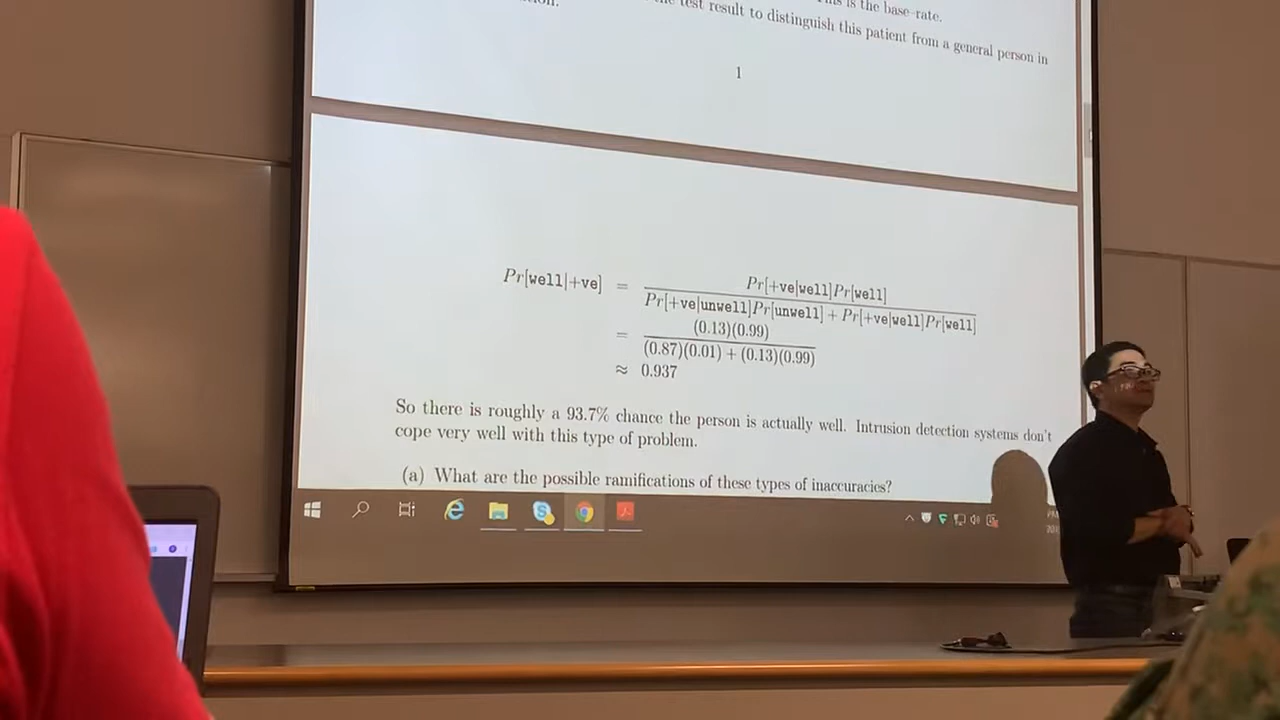 is the base-rate.
test result to distinguish this patient from a general person in
1
Pr[well|+ve] = Pr[+ve|well]Pr[well]
Pr[+ve|unwell]Pr[unwell] + Pr[+ve|well]Pr[well]
= (0.13)(0.99)
(0.87)(0.01) + (0.13)(0.99)
≈ 0.937
So there is roughly a 93.7% chance the person is actually well. Intrusion detection systems don't
cope very well with this type of problem.
(a) What are the possible ramifications of these types of inaccuracies?